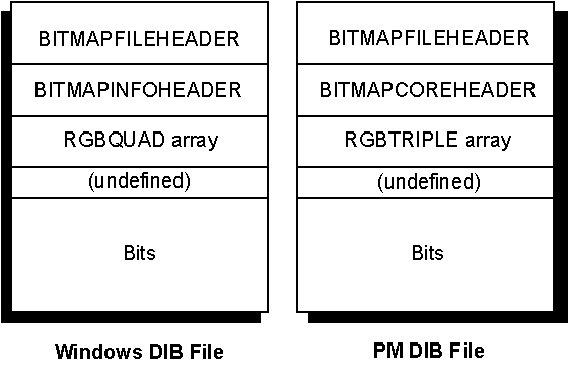 BITMAPFILEHEADER
BITMAPINFOHEADER
RGBQUAD array
(undefined)
Bits
Windows DIB File
BITMAPFILEHEADER
BITMAPCOREHEADER
RGBTRIPLE array
(undefined)
Bits
PM DIB File